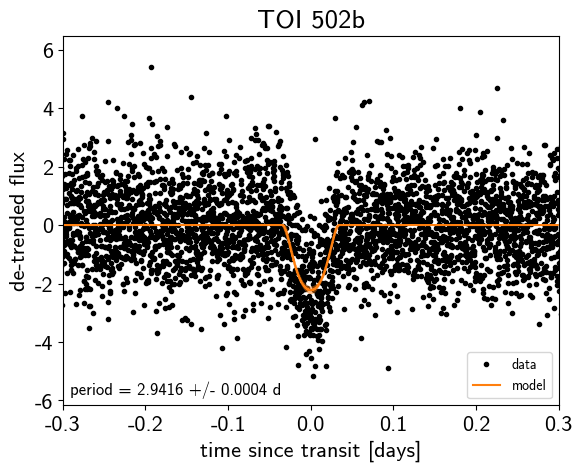 TOI 502b
6
4
2
0
-2
-4
-6
de-trended flux
data
model
period = 2.9416 +/- 0.0004 d
-0.3 -0.2 -0.1 0.0 0.1 0.2 0.3
time since transit [days]